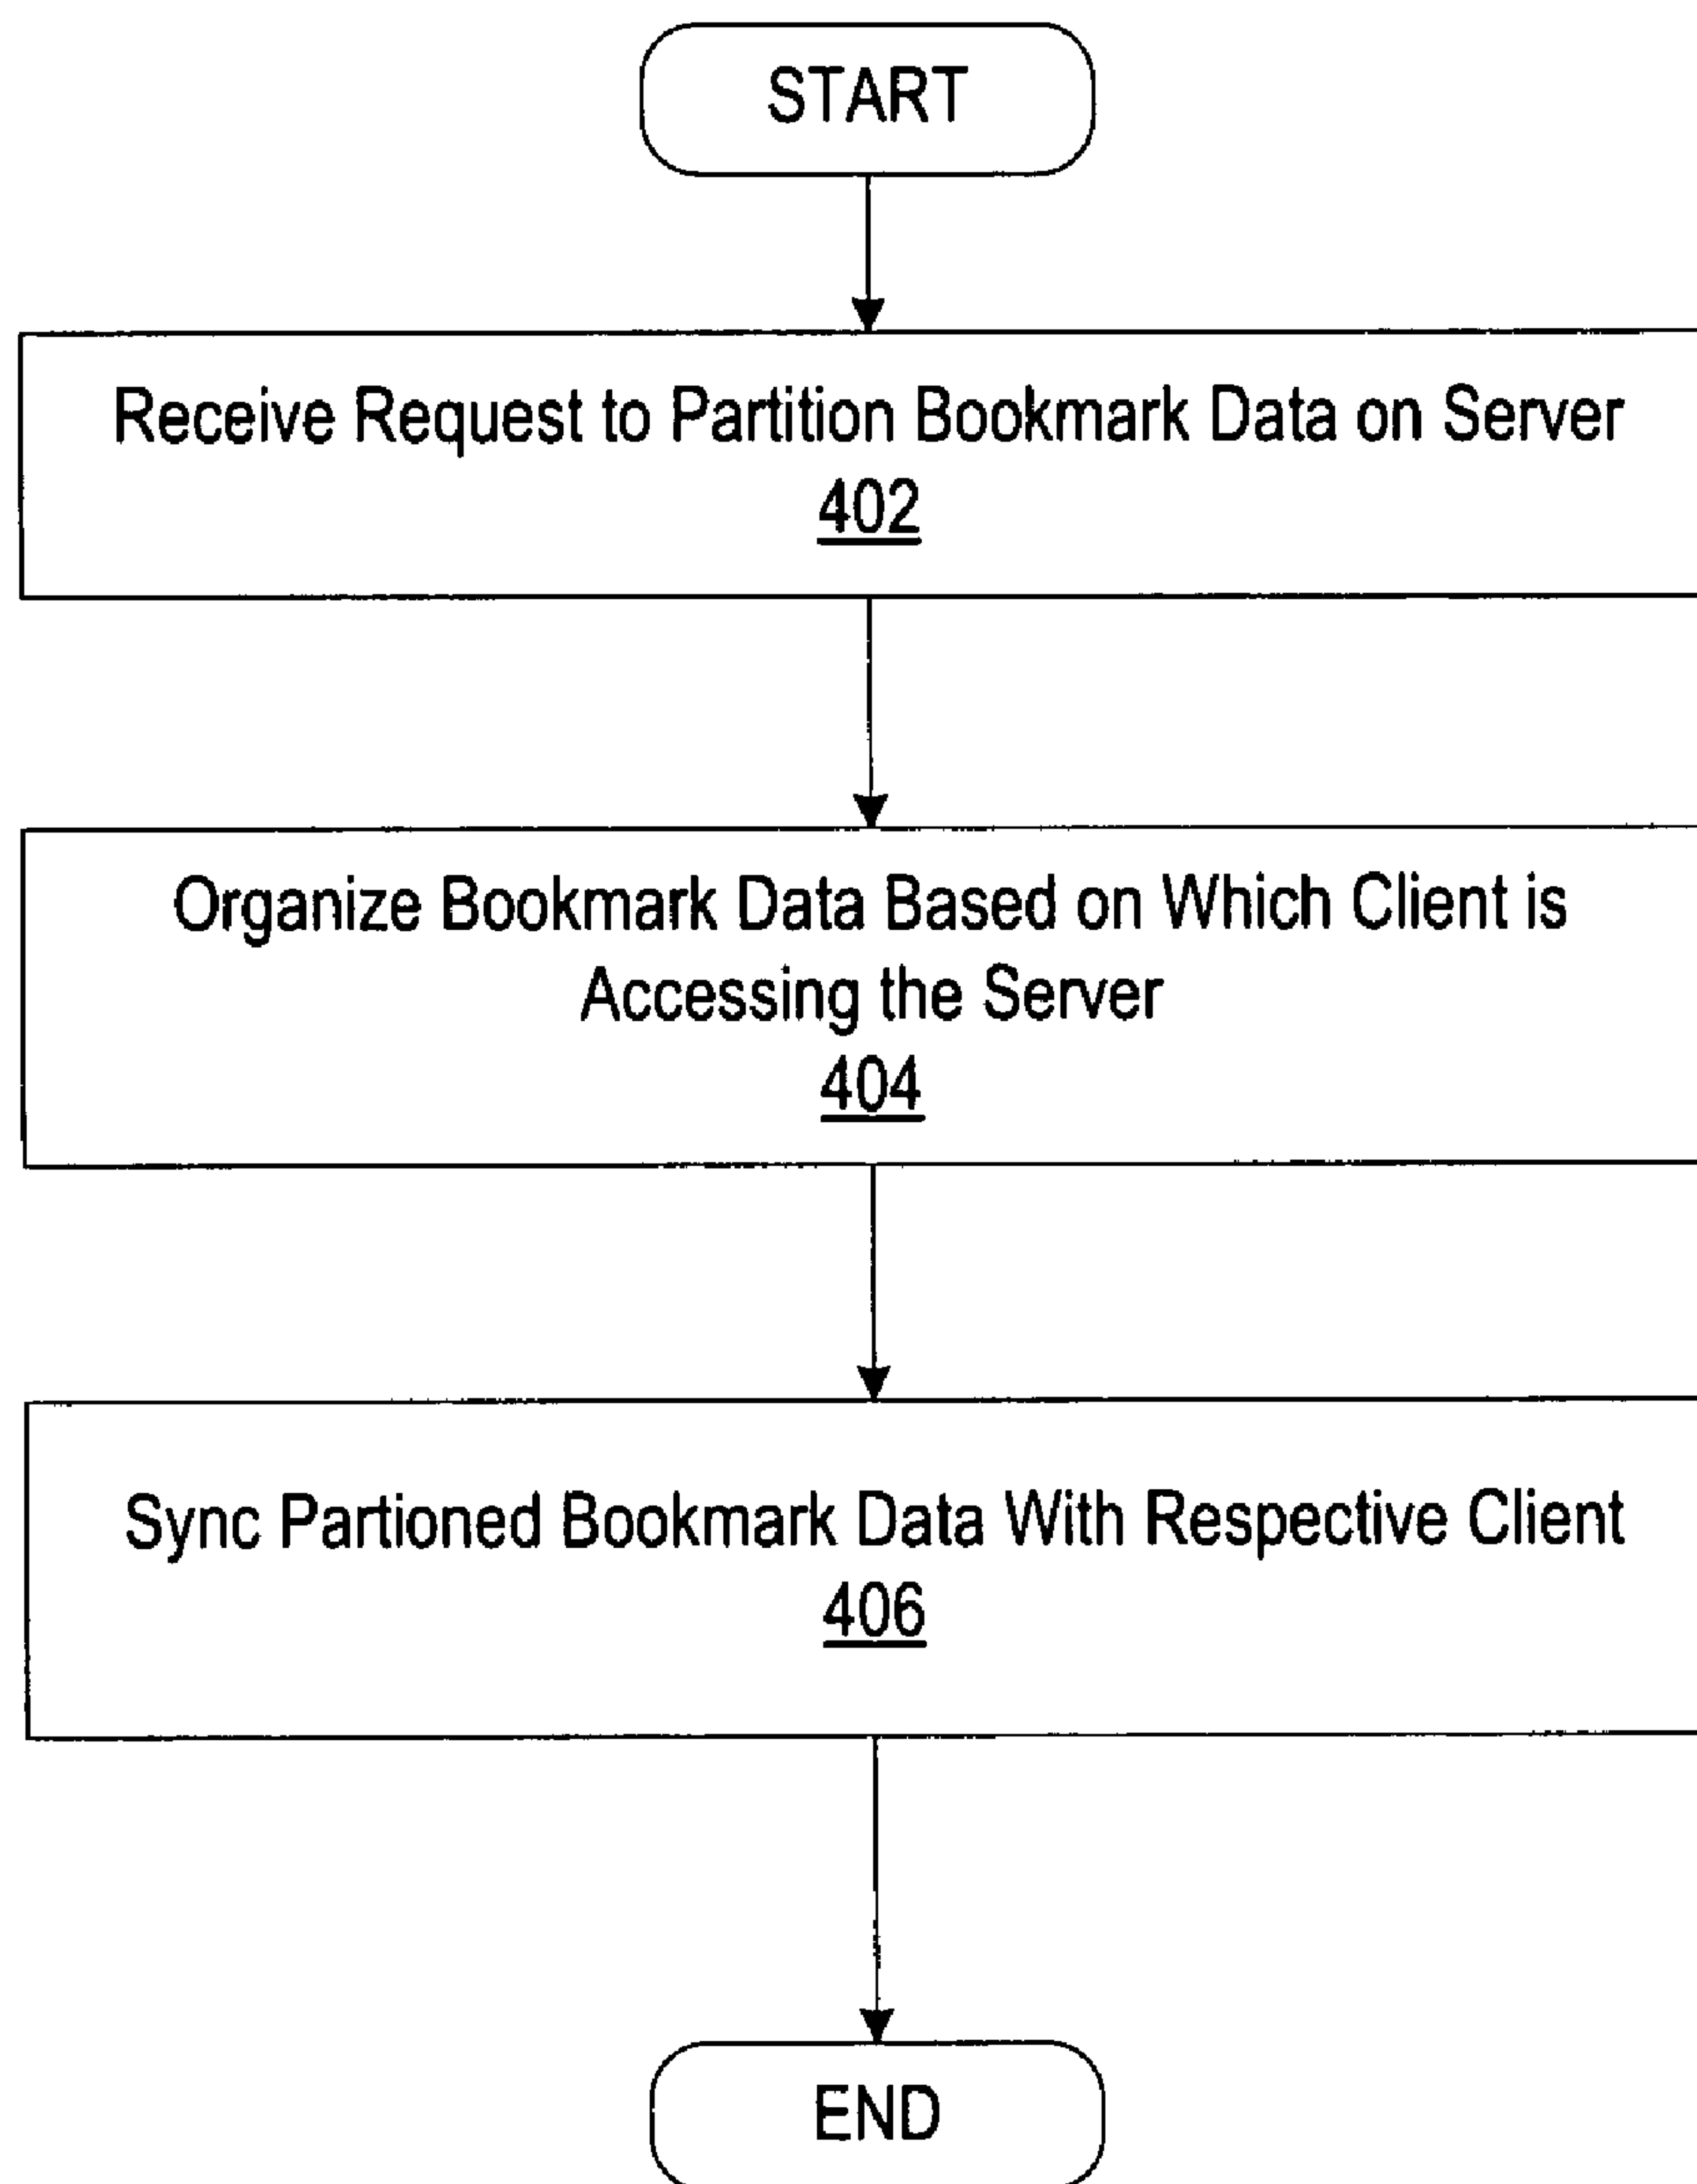 START
Receive Request to Partition Bookmark Data on Server
402
Organize Bookmark Data Based on Which Client is
Accessing the Server
404
Sync Partioned Bookmark Data With Respective Client
406
END